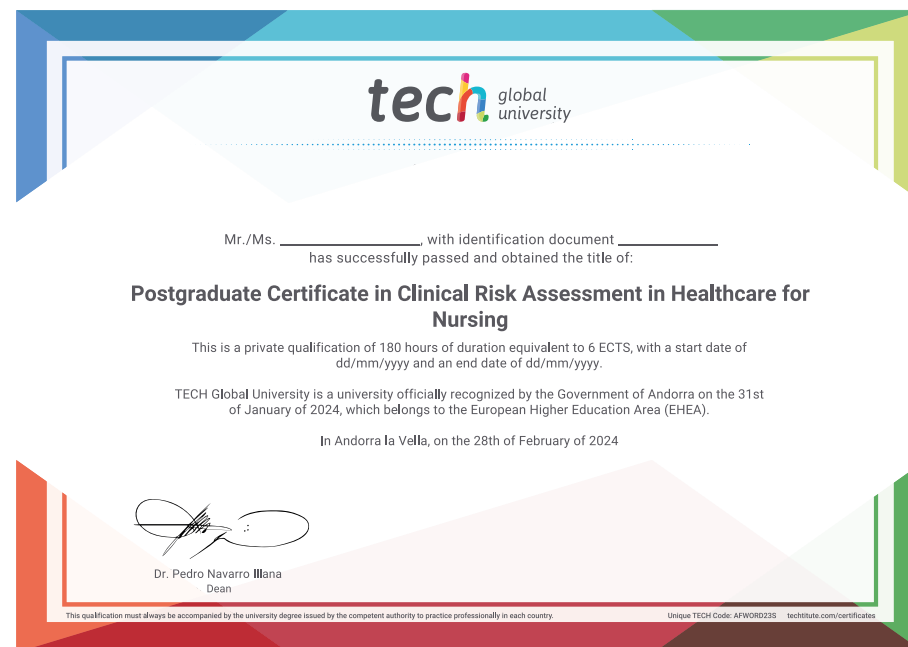 tech global university
Mr./Ms. ____________, with identification document ____________
has successfully passed and obtained the title of:
Postgraduate Certificate in Clinical Risk Assessment in Healthcare for
Nursing
This is a private qualification of 180 hours of duration equivalent to 6 ECTS, with a start date of
dd/mm/yyyy and an end date of dd/mm/yyyy.
TECH Global University is a university officially recognized by the Government of Andorra on the 31st
of January of 2024, which belongs to the European Higher Education Area (EHEA).
In Andorra la Vella, on the 28th of February of 2024
Dr. Pedro Navarro Illana
Dean
This qualification must always be accompanied by the university degree issued by the competent authority to practice professionally in each country.
Unique TECH Code: AFWORD23S techtitute.com/certificates